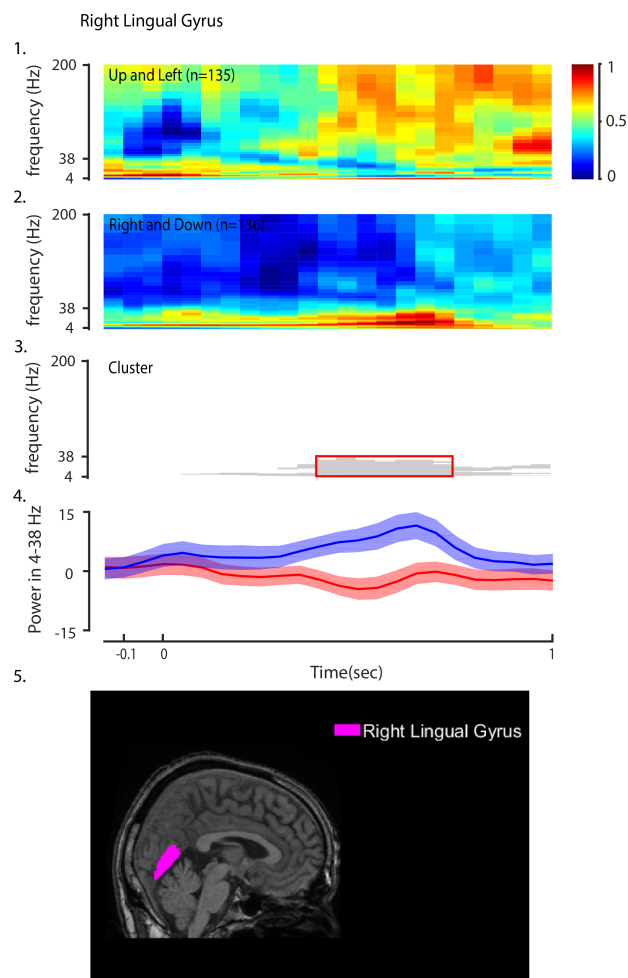 Right Lingual Gyrus
1.
200
38
4
frequency (Hz)
Up and Left (n=135)
1
0.5
0
2.
200
38
4
frequency (Hz)
Right and Down (n=136)
3.
200
38
4
frequency (Hz)
Cluster
4.
15
0
-15
Power in 4-38 Hz
-0.1 0 1
Time(sec)
5.
Right Lingual Gyrus